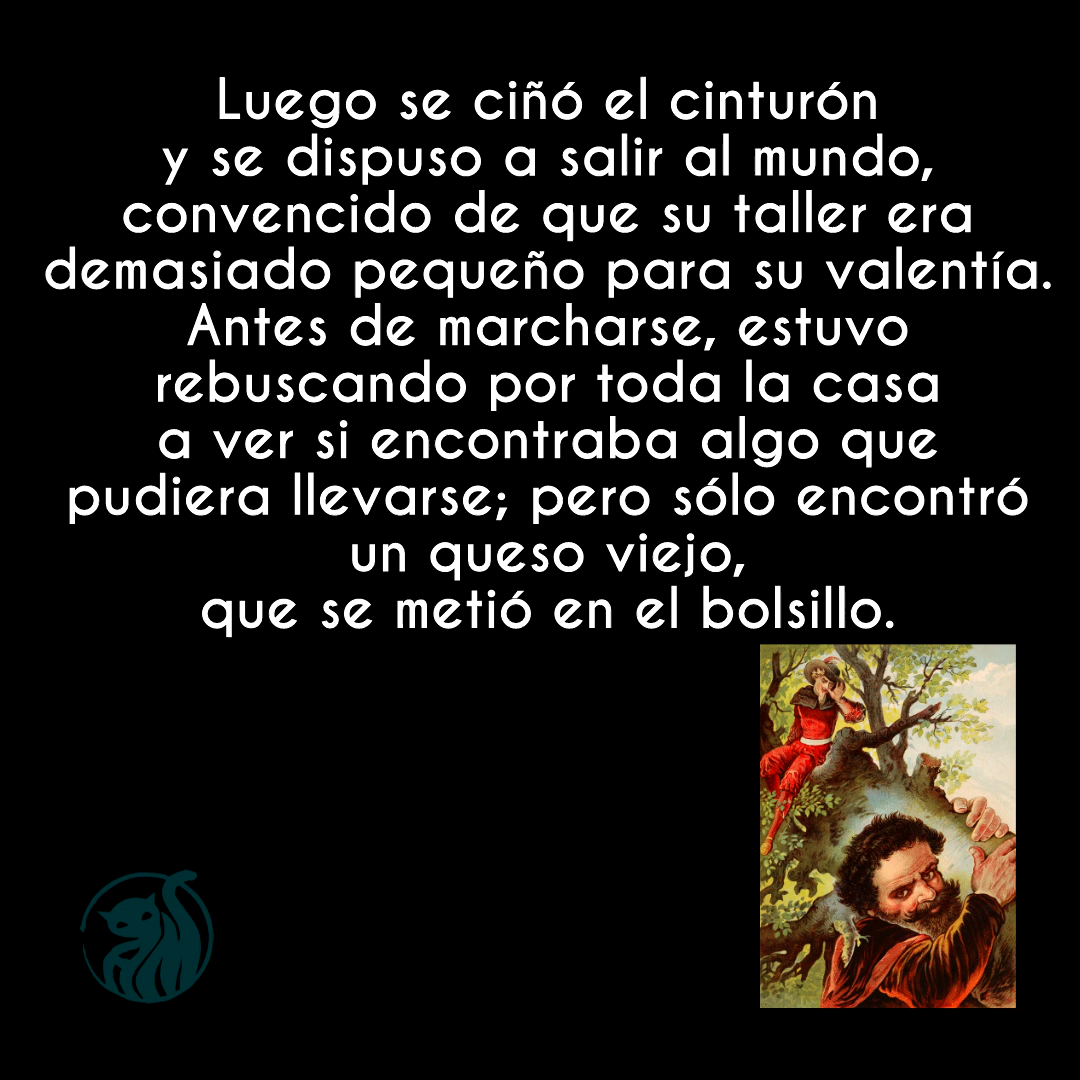 Luego se ciñó el cinturón
y se dispuso a salir al mundo,
convencido de que su taller era
demasiado pequeño para su valentía.
Antes de marcharse, estuvo
rebuscando por toda la casa
a ver si encontraba algo que
pudiera llevarse; pero sólo encontró
un queso viejo,
que se metió en el bolsillo.